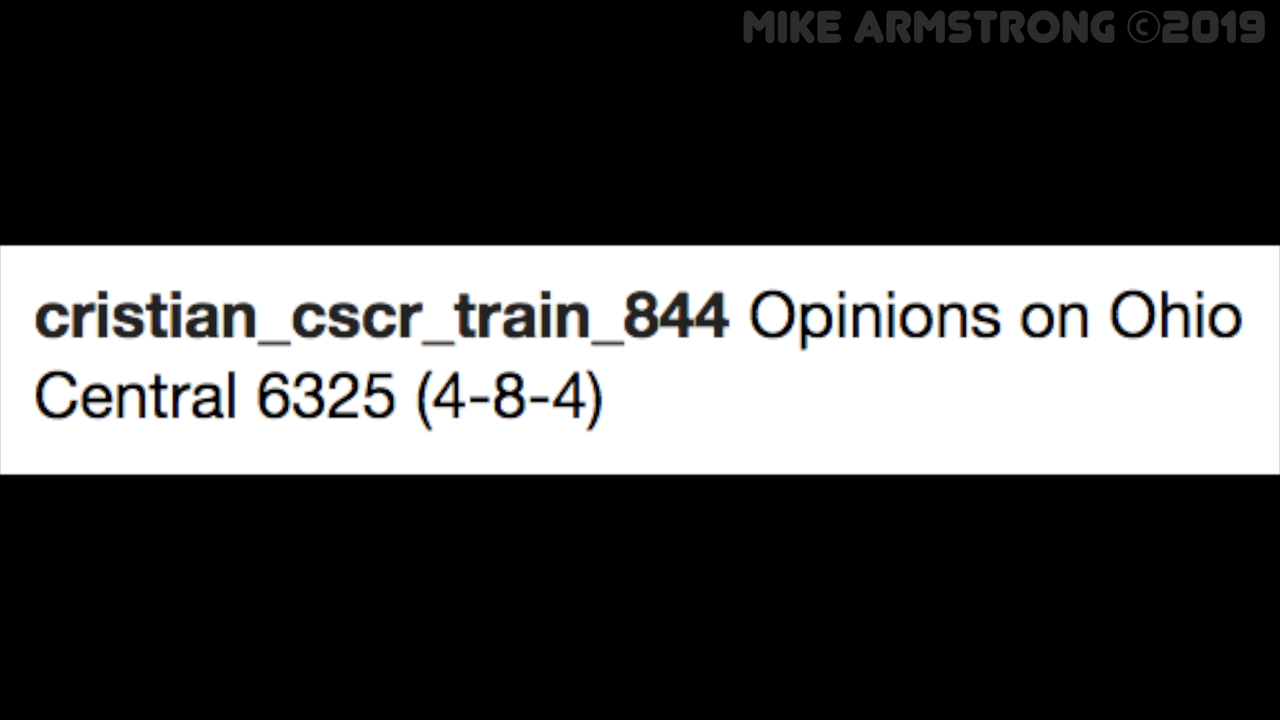 MIKE ARMSTRONG ©2019
cristian_cscr_train_844 Opinions on Ohio
Central 6325 (4-8-4)